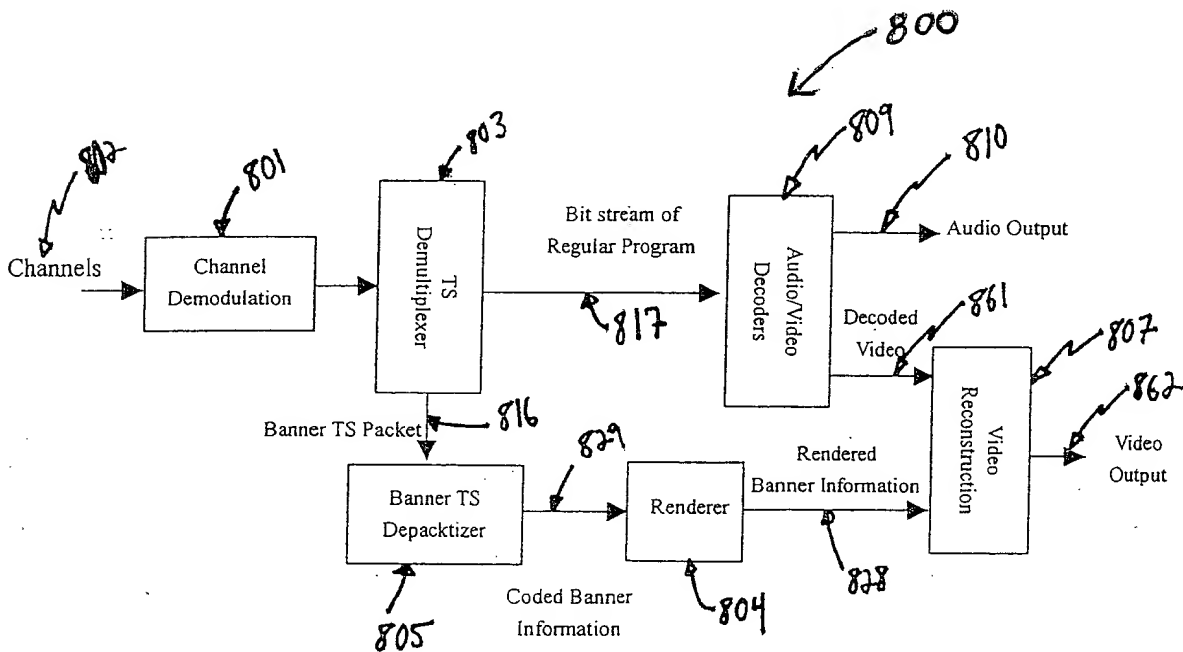 800
802
801
803
809
810
Channels
Channel
Demodulation
TS
Demultiplexer
Bit stream of
Regular Program
817
Audio/Video
Decoders
Audio Output
Decoded
Video
861
807
862
Banner TS Packet
816
829
Banner TS
Depacktizer
805
Coded Banner
Information
Renderer
804
Rendered
Banner Information
828
Video
Reconstruction
Video
Output